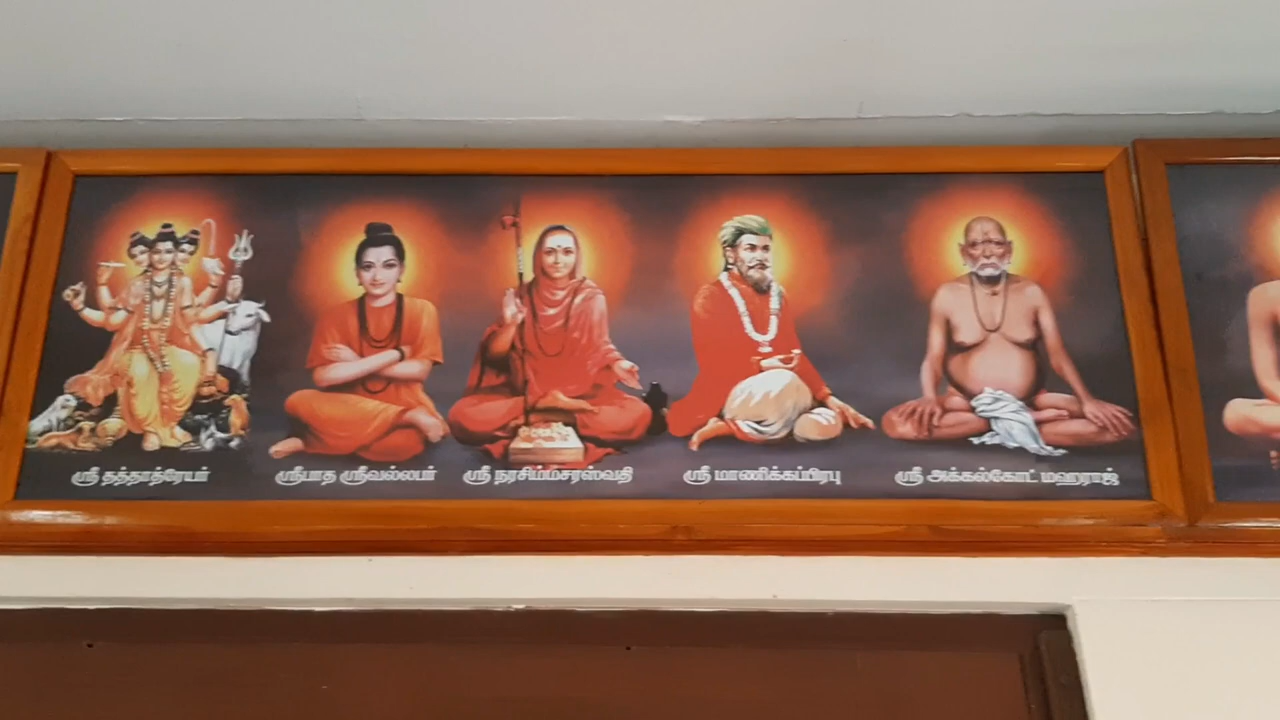 ஸ்ரீ தத்தாத்ரேயர்
ஸ்ரீபாத ஸ்ரீவல்லபர்
ஸ்ரீ நரசிம்மசரஸ்வதி
ஸ்ரீ மாணிக்கப்பிரபு
ஸ்ரீ அக்கல்கோட் மஹராஜ்